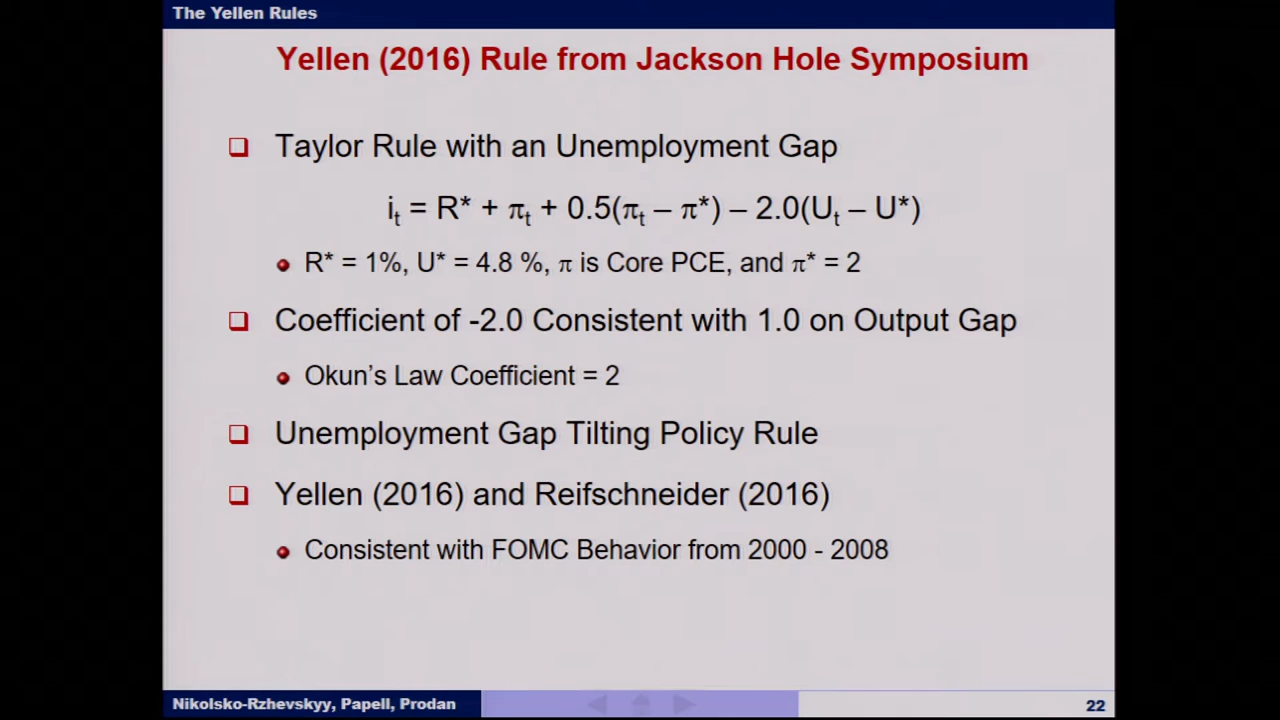 The Yellen Rules
Yellen (2016) Rule from Jackson Hole Symposium
Taylor Rule with an Unemployment Gap
iₜ = R* + πₜ + 0.5(πₜ – π*) – 2.0(Uₜ – U*)
R* = 1%, U* = 4.8 %, π is Core PCE, and π* = 2
Coefficient of -2.0 Consistent with 1.0 on Output Gap
Okun's Law Coefficient = 2
Unemployment Gap Tilting Policy Rule
Yellen (2016) and Reifschneider (2016)
Consistent with FOMC Behavior from 2000 - 2008
Nikolsko-Rzhevskyy, Papell, Prodan
22